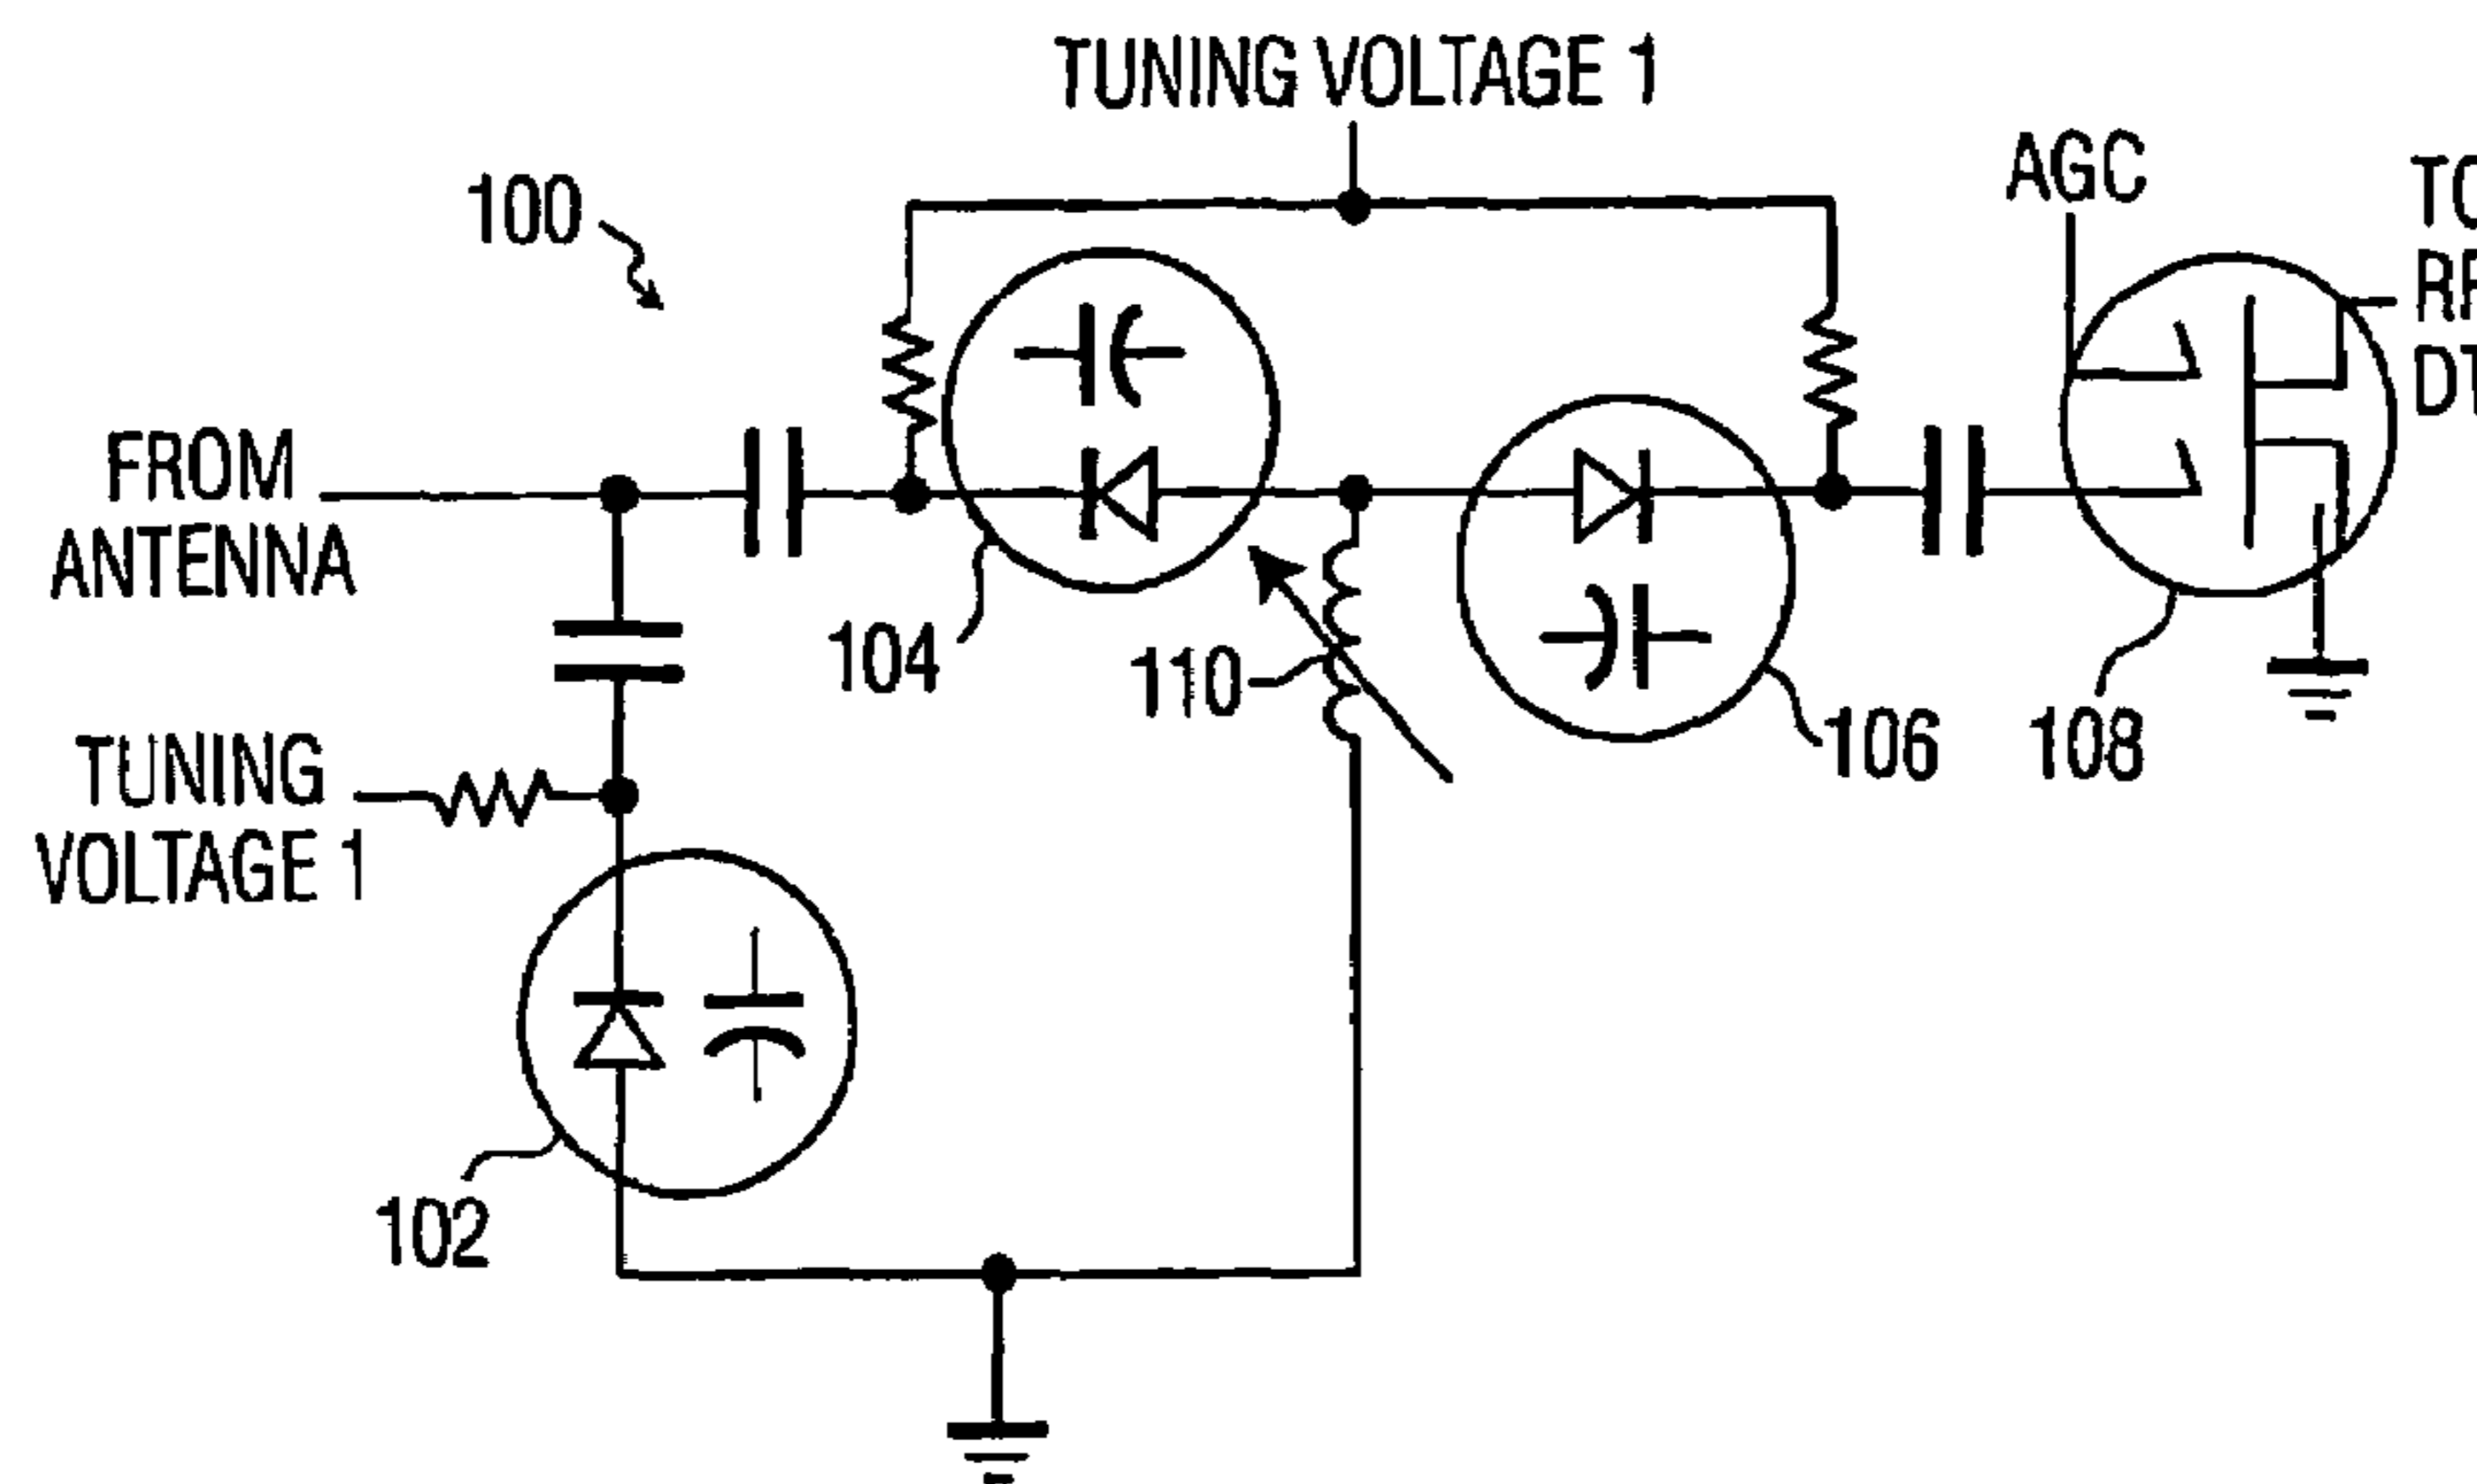 TUNING VOLTAGE 1
AGC
100
FROM
ANTENNA
104
110
106
108
TUNING
VOLTAGE 1
102